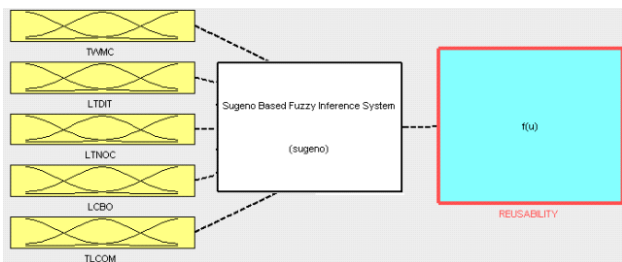 TWMC
LTDIT
LTNOC
LCBO
TLCOM
Sugeno Based Fuzzy Inference System
(sugeno)
f(u)
REUSABILITY